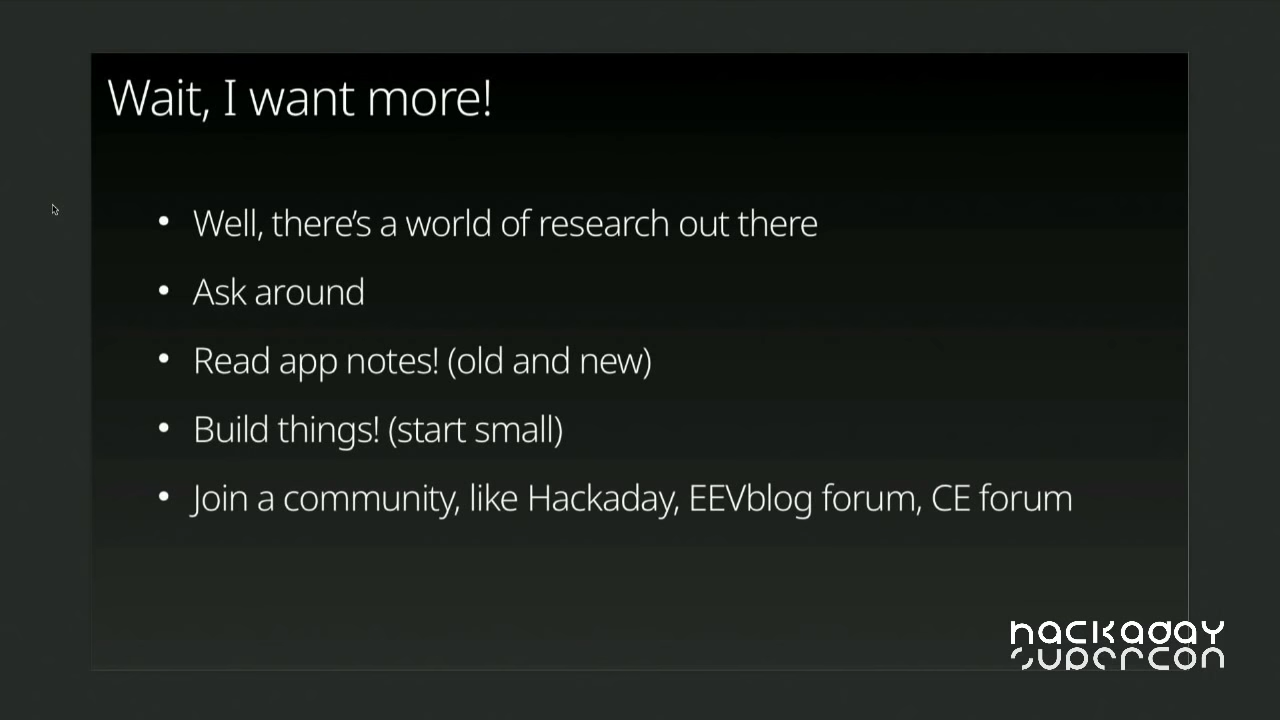 Wait, I want more!
• Well, there’s a world of research out there
• Ask around
• Read app notes! (old and new)
• Build things! (start small)
• Join a community, like Hackaday, EEVblog forum, CE forum
hackaday
supercon